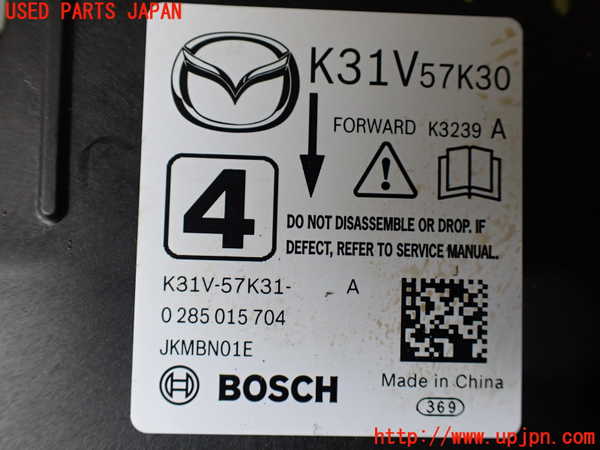 USED PARTS JAPAN
K31V57K30
FORWARD K3239 A
4
DO NOT DISASSEMBLE OR DROP. IF
DEFECT, REFER TO SERVICE MANUAL.
K31V-57K31- A
0 285 015 704
JKMBN01E
BOSCH
Made in China
369
http://www.upjpn.com/